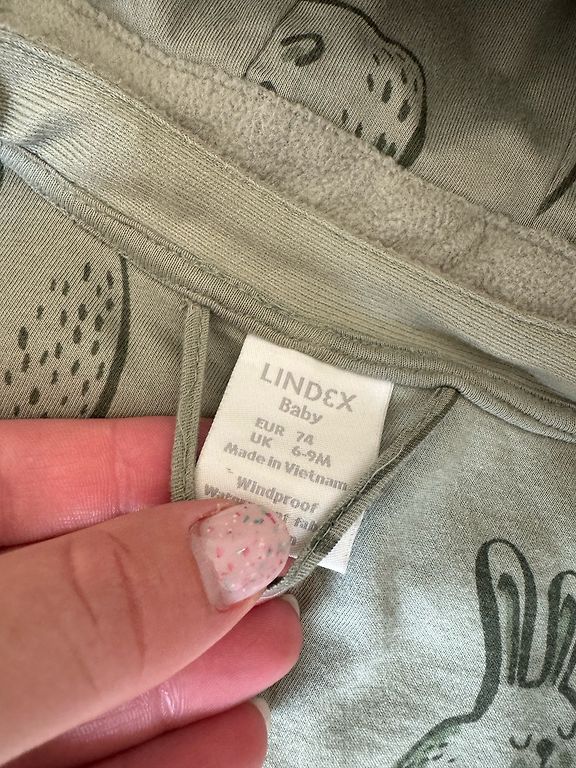 LINDEX
Baby
EUR 74
UK 6-9M
Made in Vietnam
Windproof